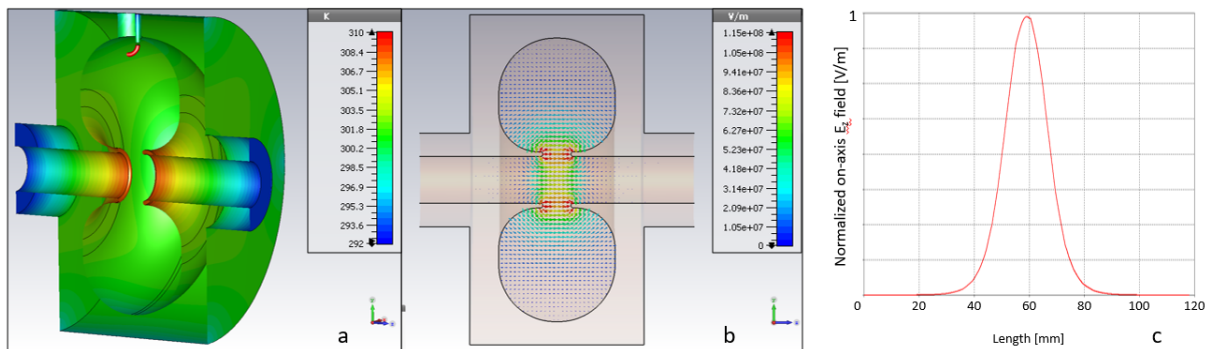 K
310
308.4
306.7
305.1
303.5
301.8
300.2
298.5
296.9
295.3
293.6
292
a
V/m
1.15e+08
1.05e+08
9.41e+07
8.36e+07
7.32e+07
6.27e+07
5.23e+07
4.18e+07
3.14e+07
2.09e+07
1.05e+07
0
b
Normalized on-axis Ez field [V/m]
1
0 20 40 60 80 100 120
Length [mm]
c